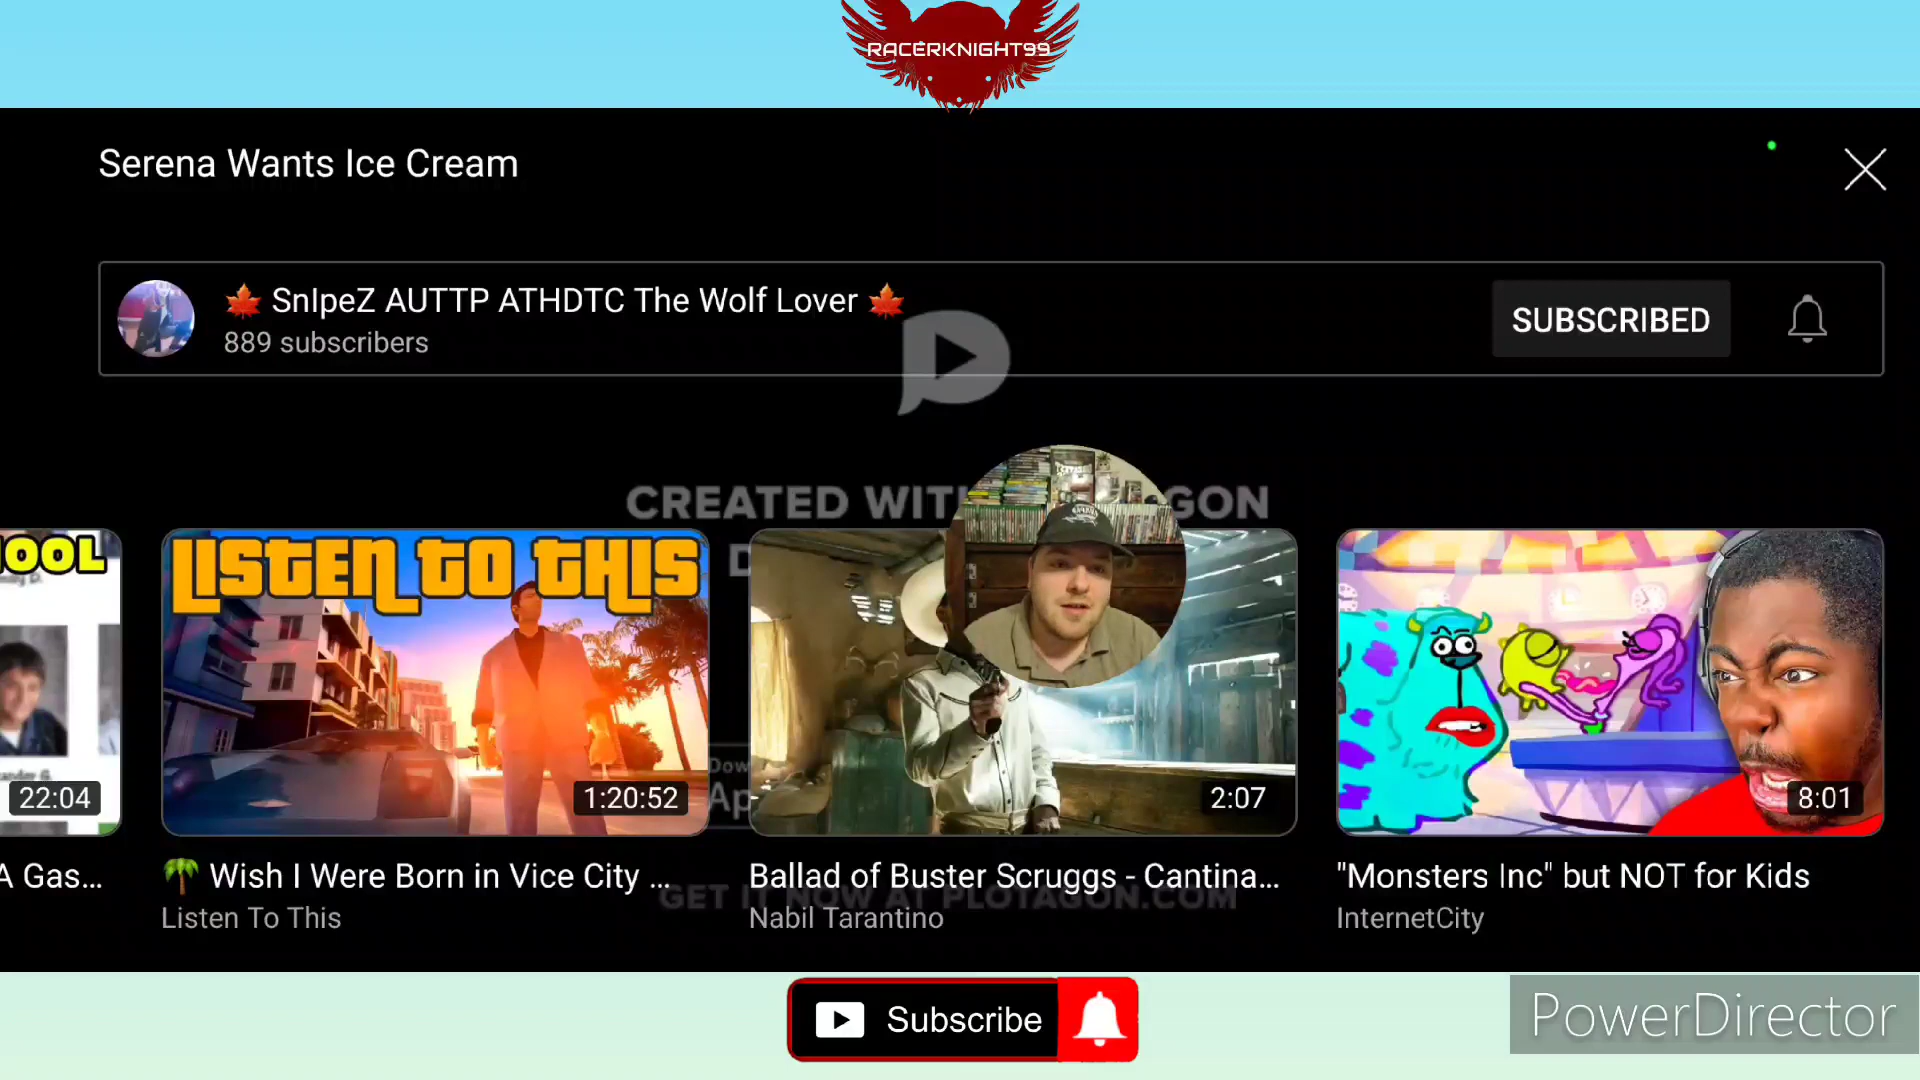 RACERKNIGHT99
Serena Wants Ice Cream
🍁 SnIpeZ AUTTP ATHDTC The Wolf Lover 🍁
889 subscribers
SUBSCRIBED
CREATED WITH
AGON
OOL
LISTEN TO THIS
22:04
1:20:52
2:07
8:01
A Gas...
🌴 Wish I Were Born in Vice City ...
Ballad of Buster Scruggs - Cantina...
"Monsters Inc" but NOT for Kids
GET IT NOW AT PLOTAGON.COM
Listen To This
Nabil Tarantino
InternetCity
Subscribe
PowerDirector